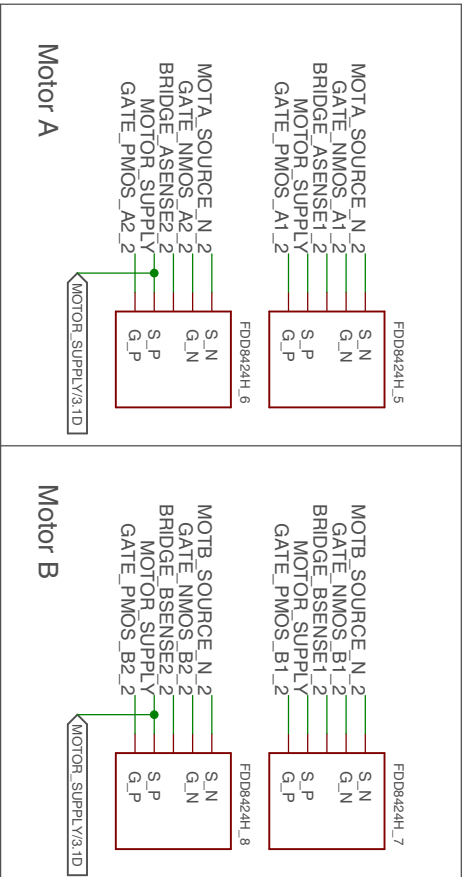 FDD8424H_5
MOTA_SOURCE_N_2
GATE_NMOS_A1_2
BRIDGE_ASENSE1_2
MOTOR_SUPPLY
GATE_PMOS_A1_2
S_N
G_N
S_P
G_P
FDD8424H_6
MOTA_SOURCE_N_2
GATE_NMOS_A2_2
BRIDGE_ASENSE2_2
MOTOR_SUPPLY
GATE_PMOS_A2_2
S_N
G_N
S_P
G_P
MOTOR_SUPPLY/3.1D
Motor A
FDD8424H_7
MOTB_SOURCE_N_2
GATE_NMOS_B1_2
BRIDGE_BSENSE1_2
MOTOR_SUPPLY
GATE_PMOS_B1_2
S_N
G_N
S_P
G_P
FDD8424H_8
MOTB_SOURCE_N_2
GATE_NMOS_B2_2
BRIDGE_BSENSE2_2
MOTOR_SUPPLY
GATE_PMOS_B2_2
S_N
G_N
S_P
G_P
MOTOR_SUPPLY/3.1D
Motor B